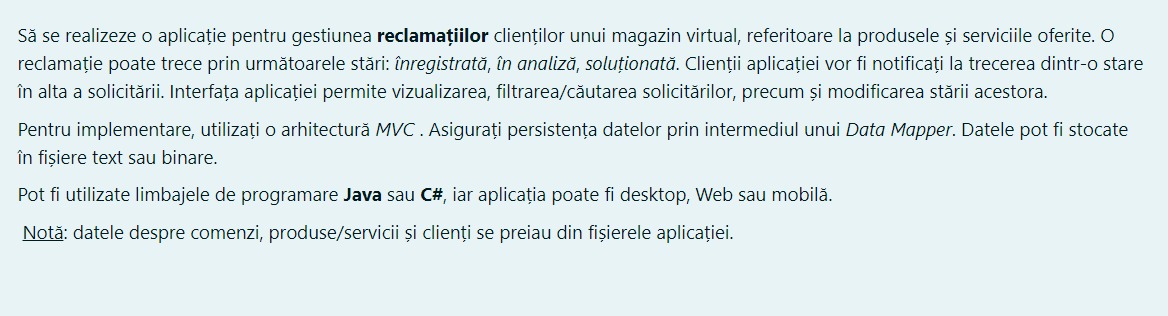 Să se realizeze o aplicație pentru gestiunea reclamațiilor clienților unui magazin virtual, referitoare la produsele și serviciile oferite. O
reclamație poate trece prin următoarele stări: înregistrată, în analiză, soluționată. Clienții aplicației vor fi notificați la trecerea dintr-o stare
în alta a solicitării. Interfața aplicației permite vizualizarea, filtrarea/căutarea solicitărilor, precum și modificarea stării acestora.
Pentru implementare, utilizați o arhitectură MVC . Asigurați persistența datelor prin intermediul unui Data Mapper. Datele pot fi stocate
în fișiere text sau binare.
Pot fi utilizate limbajele de programare Java sau C#, iar aplicația poate fi desktop, Web sau mobilă.
Notă: datele despre comenzi, produse/servicii și clienți se preiau din fișierele aplicației.